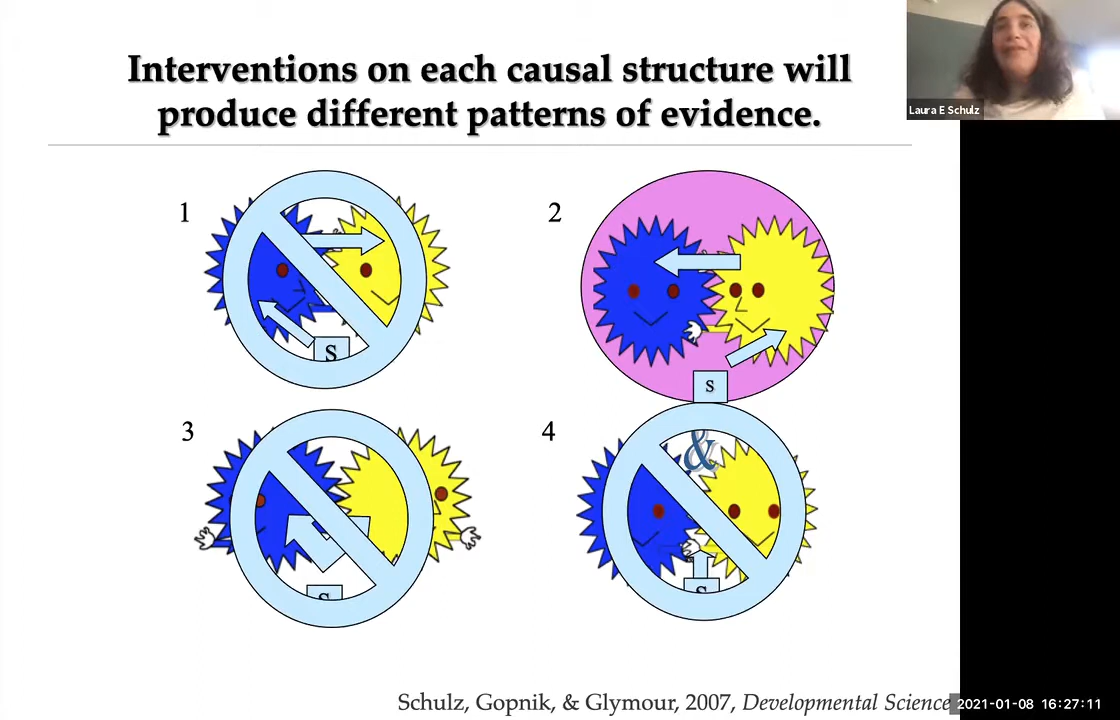 Interventions on each causal structure will
produce different patterns of evidence.
Laura E Schulz
1
2
S
s
3
4
&
S
S
Schulz, Gopnik, & Glymour, 2007, Developmental Science
2021-01-08 16:27:11